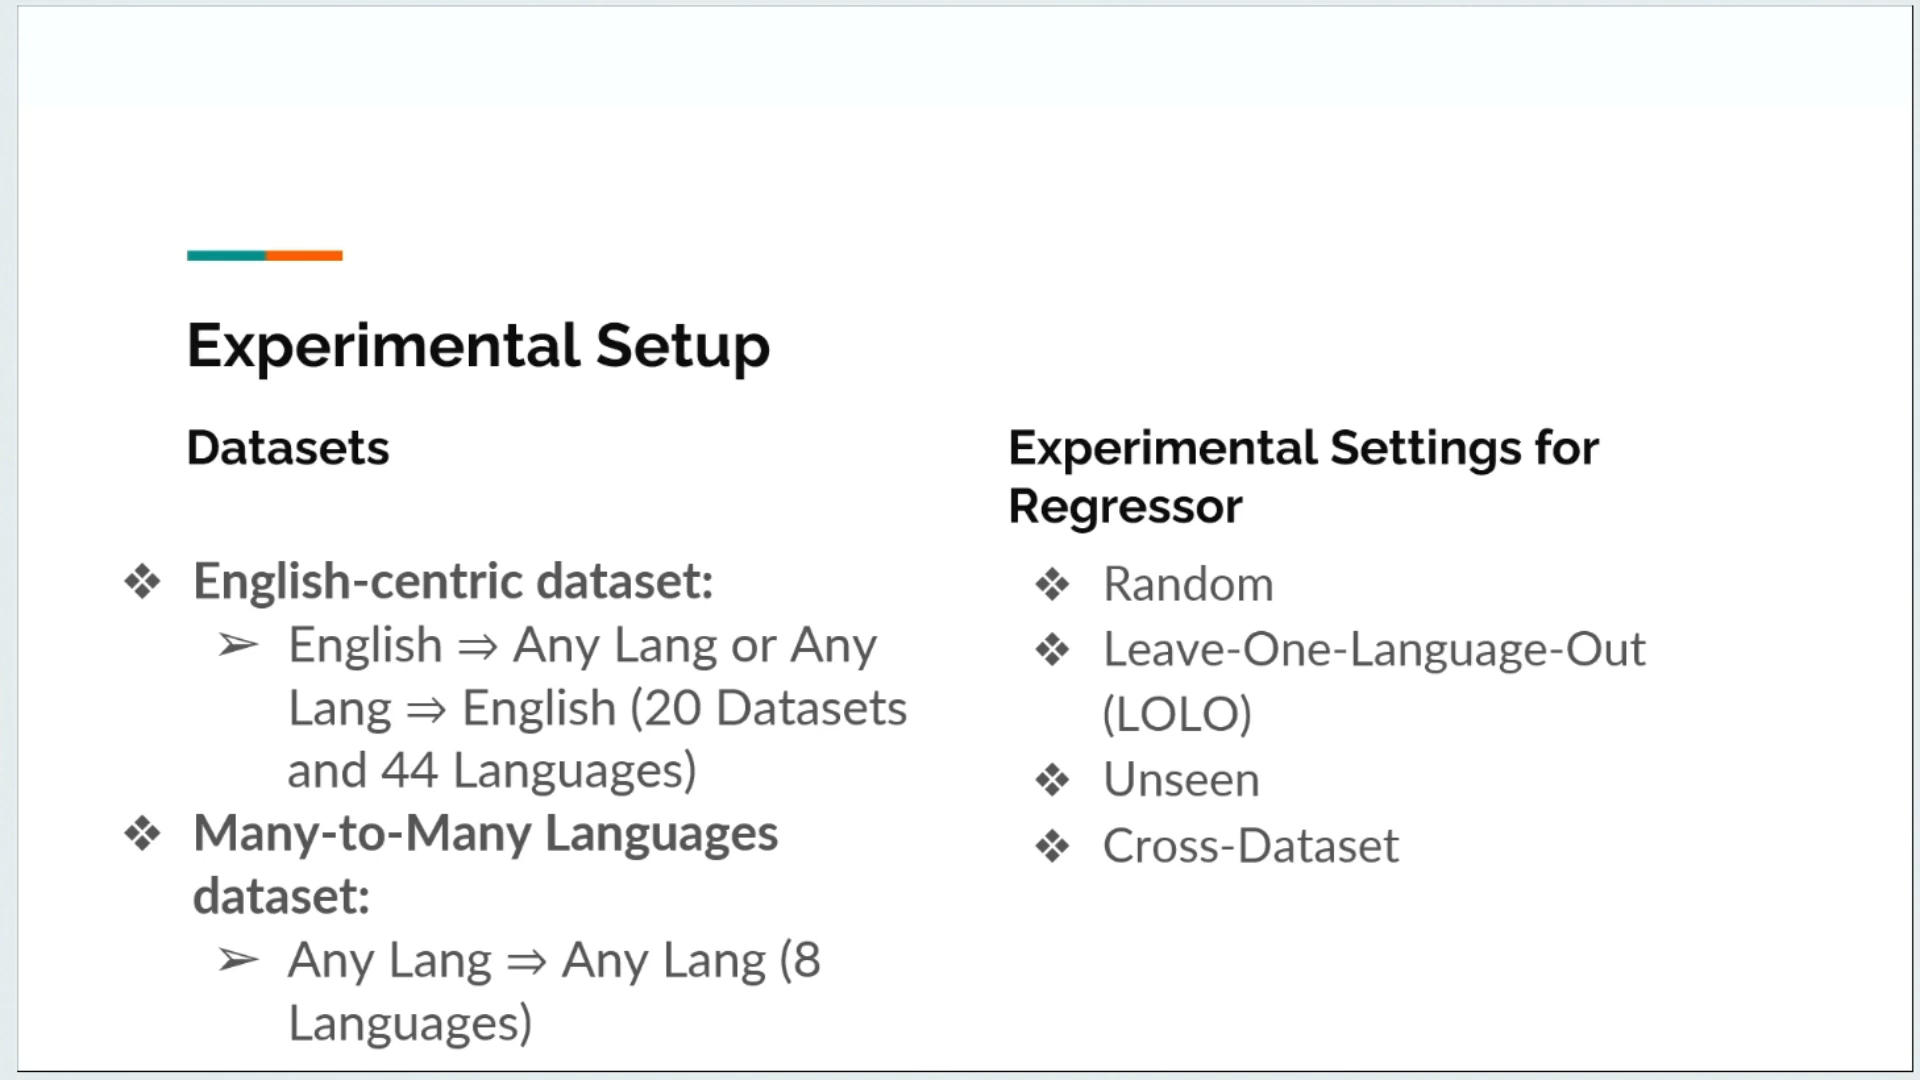 Experimental Setup
Datasets
❖ English-centric dataset:
➢ English ⇒ Any Lang or Any
Lang ⇒ English (20 Datasets
and 44 Languages)
❖ Many-to-Many Languages
dataset:
➢ Any Lang ⇒ Any Lang (8
Languages)
Experimental Settings for
Regressor
❖ Random
❖ Leave-One-Language-Out
(LOLO)
❖ Unseen
❖ Cross-Dataset